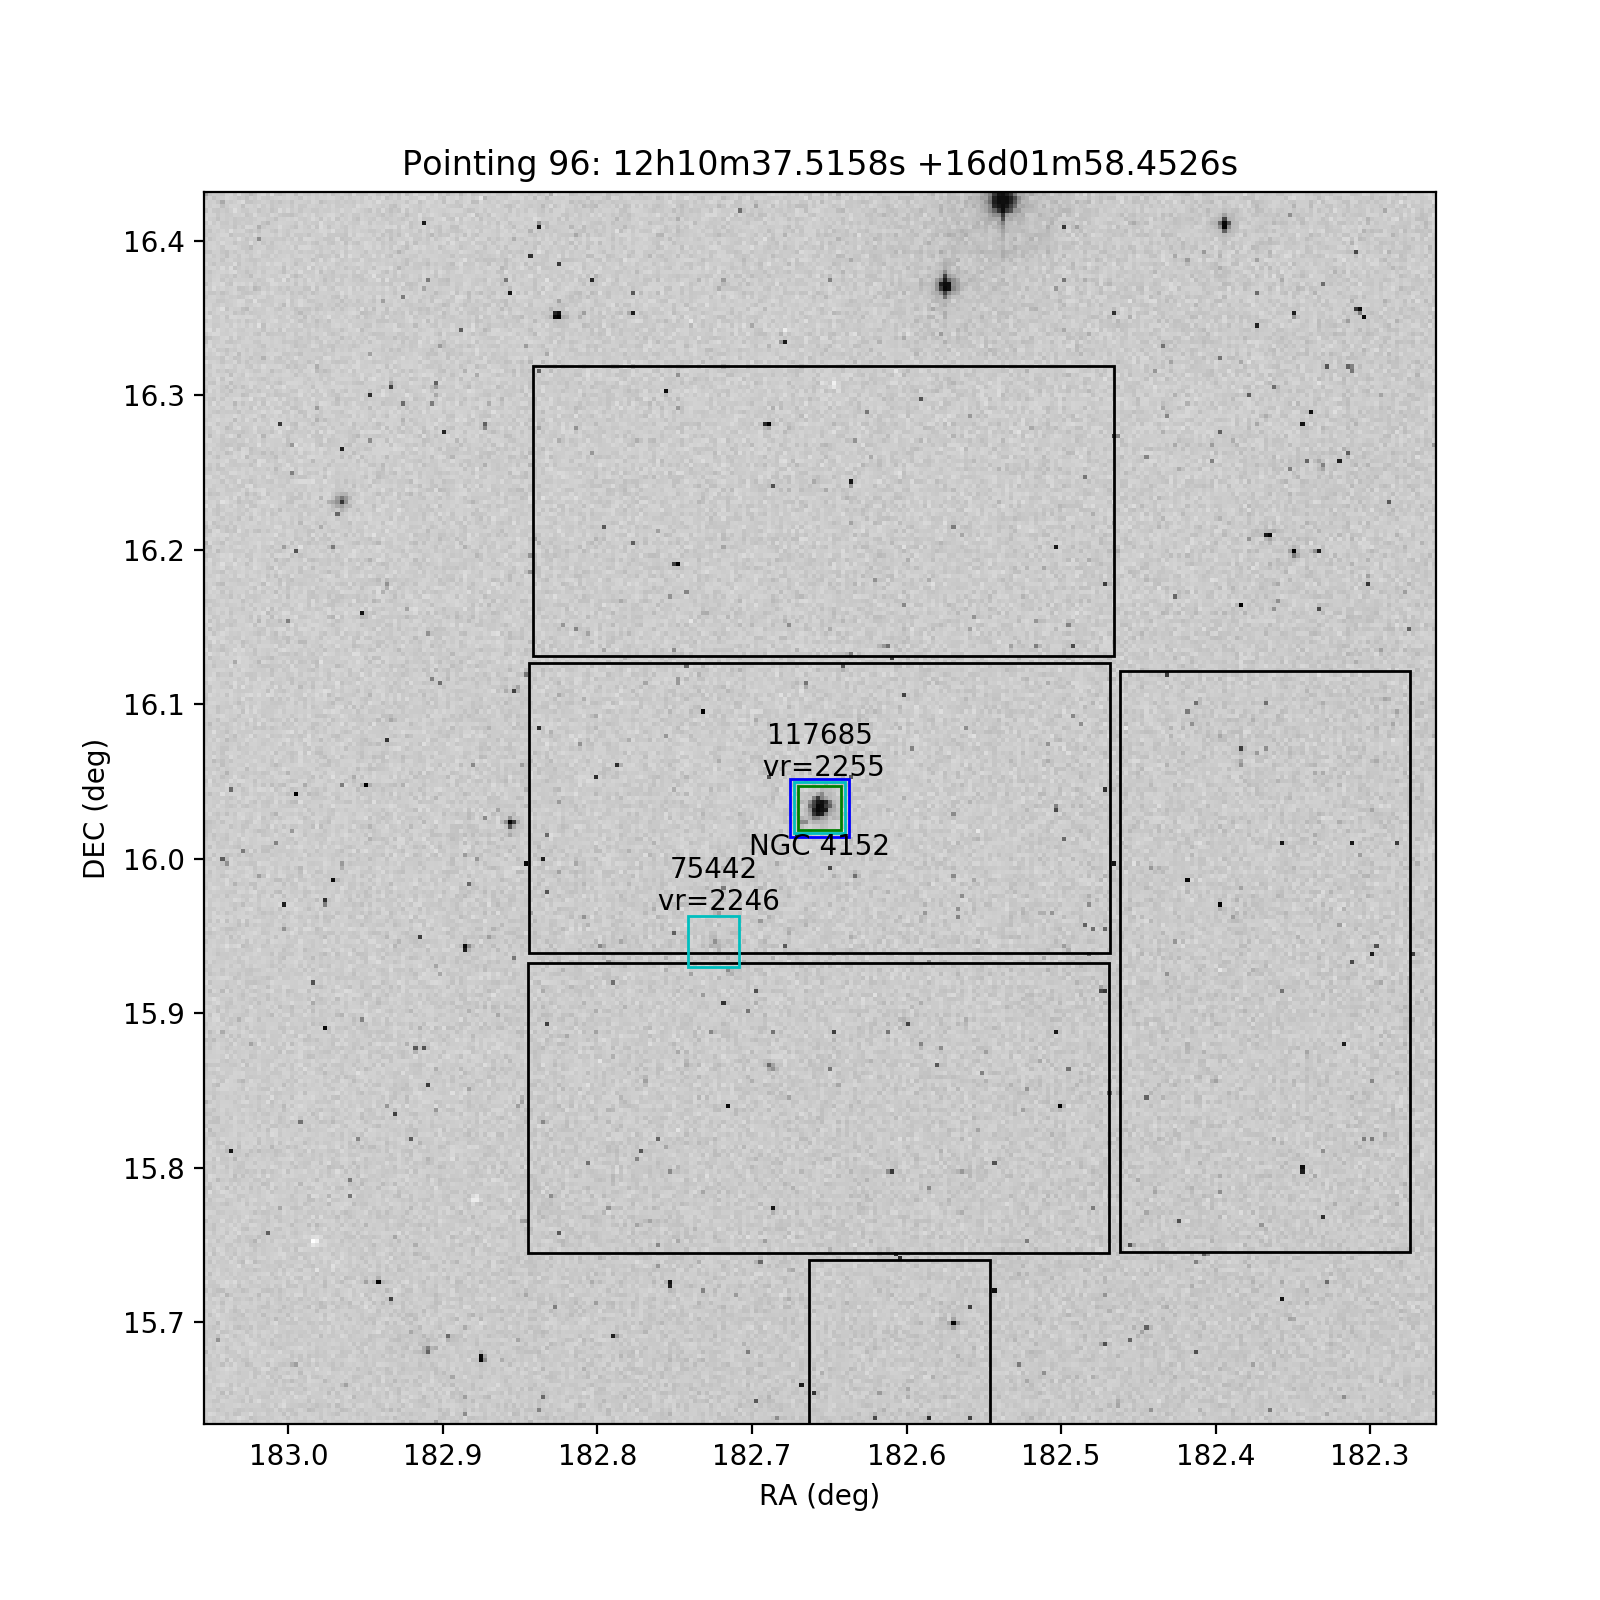 Pointing 96: 12h10m37.5158s +16d01m58.4526s
16.4
16.3
16.2
16.1
16.0
15.9
15.8
15.7
DEC (deg)
117685
vr=2255
NGC 4152
75442
vr=2246
183.0 182.9 182.8 182.7 182.6 182.5 182.4 182.3
RA (deg)